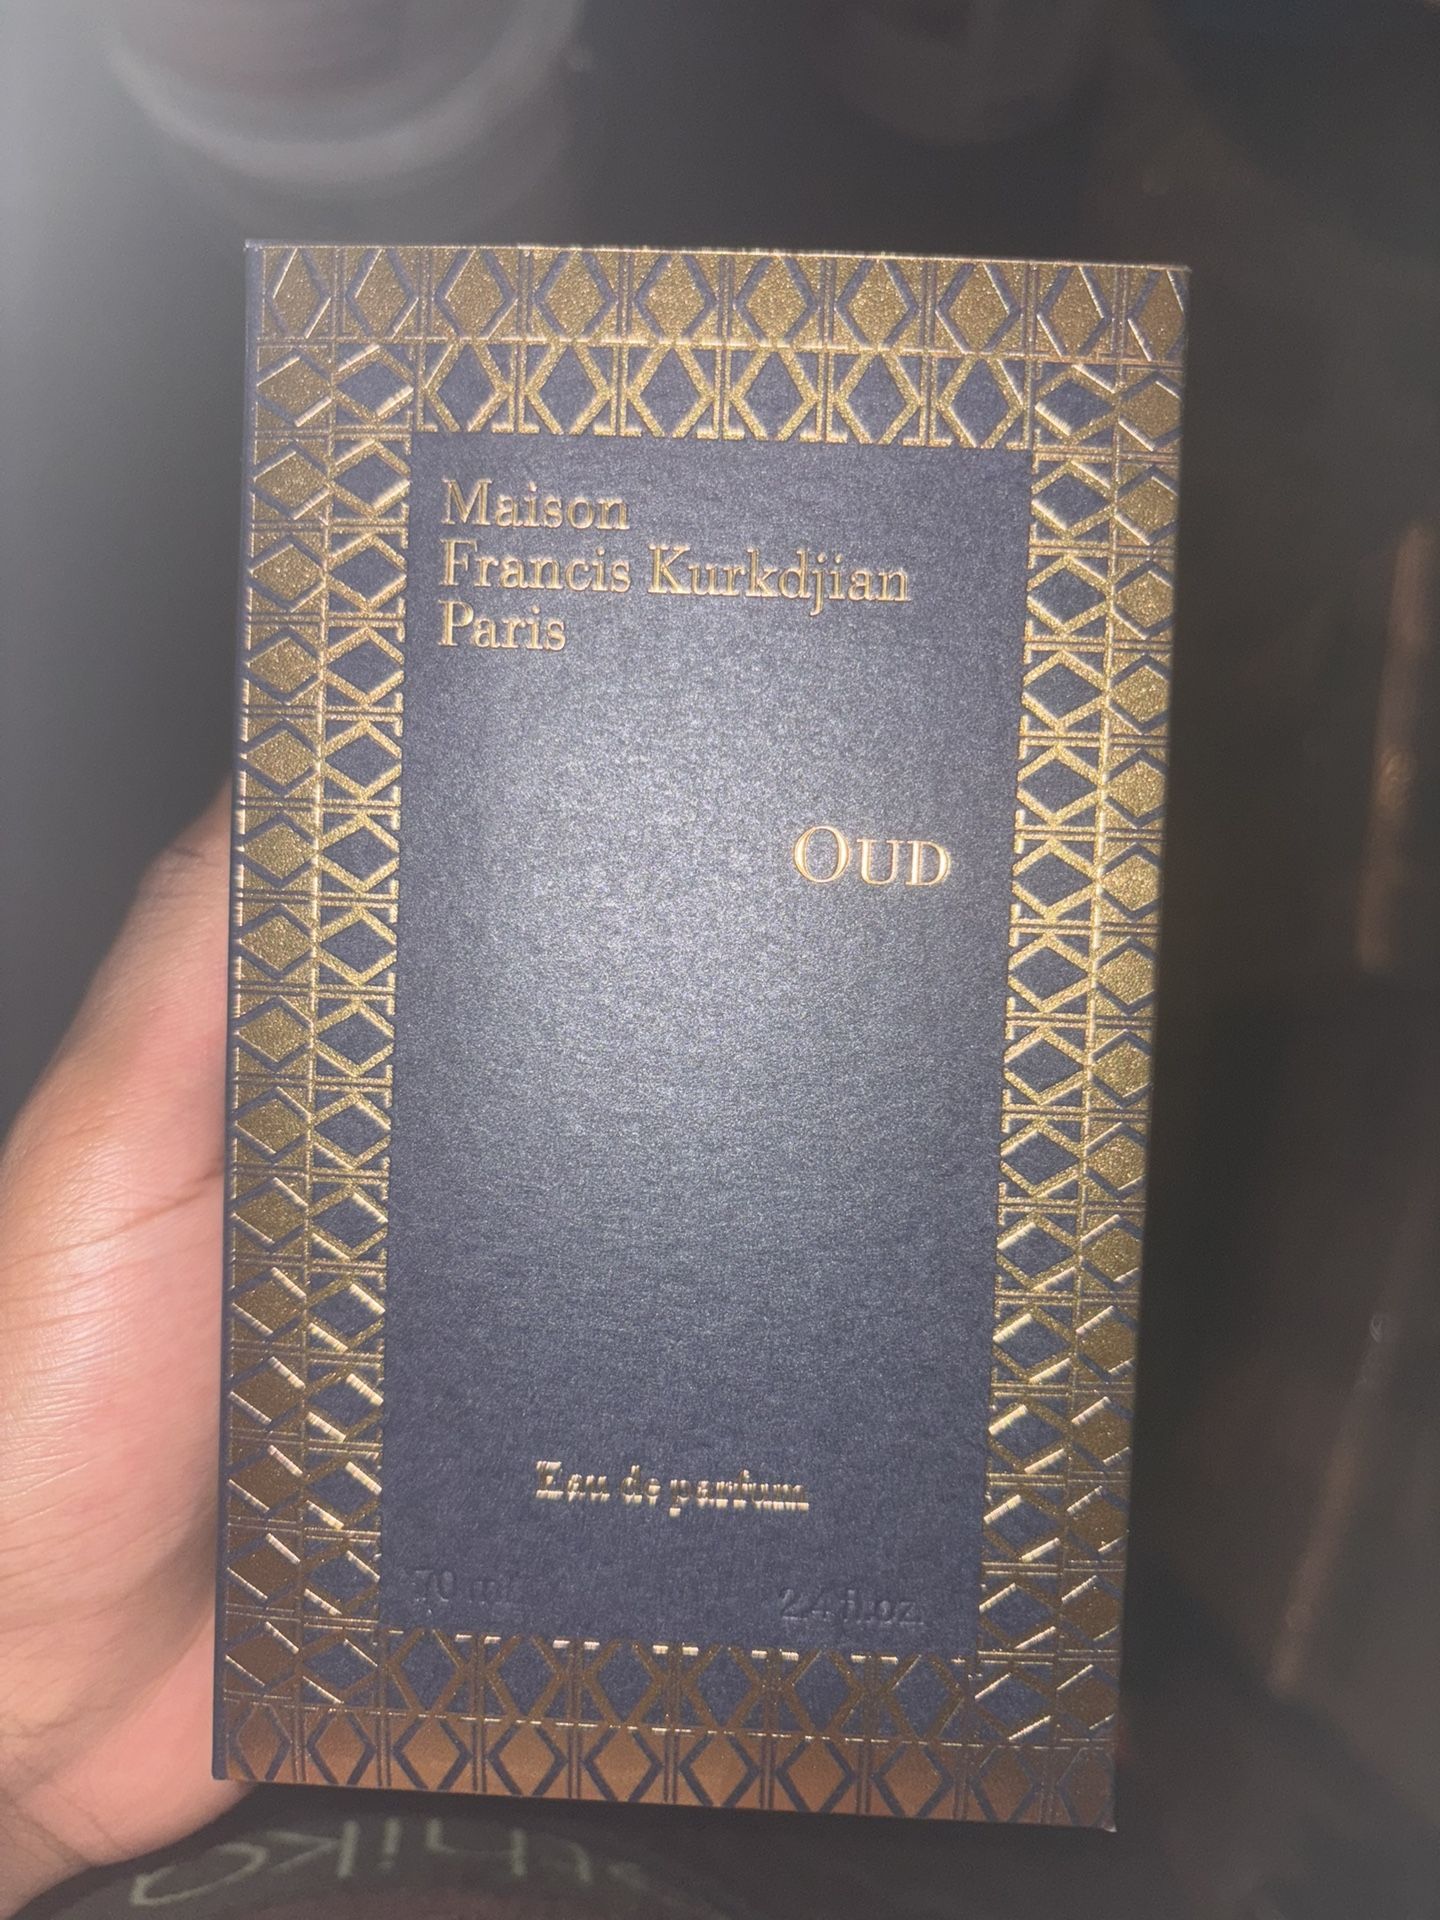 Maison
Francis Kurkdjian
Paris
OUD
Eau de parfum
70 ml 2.4 fl.oz.